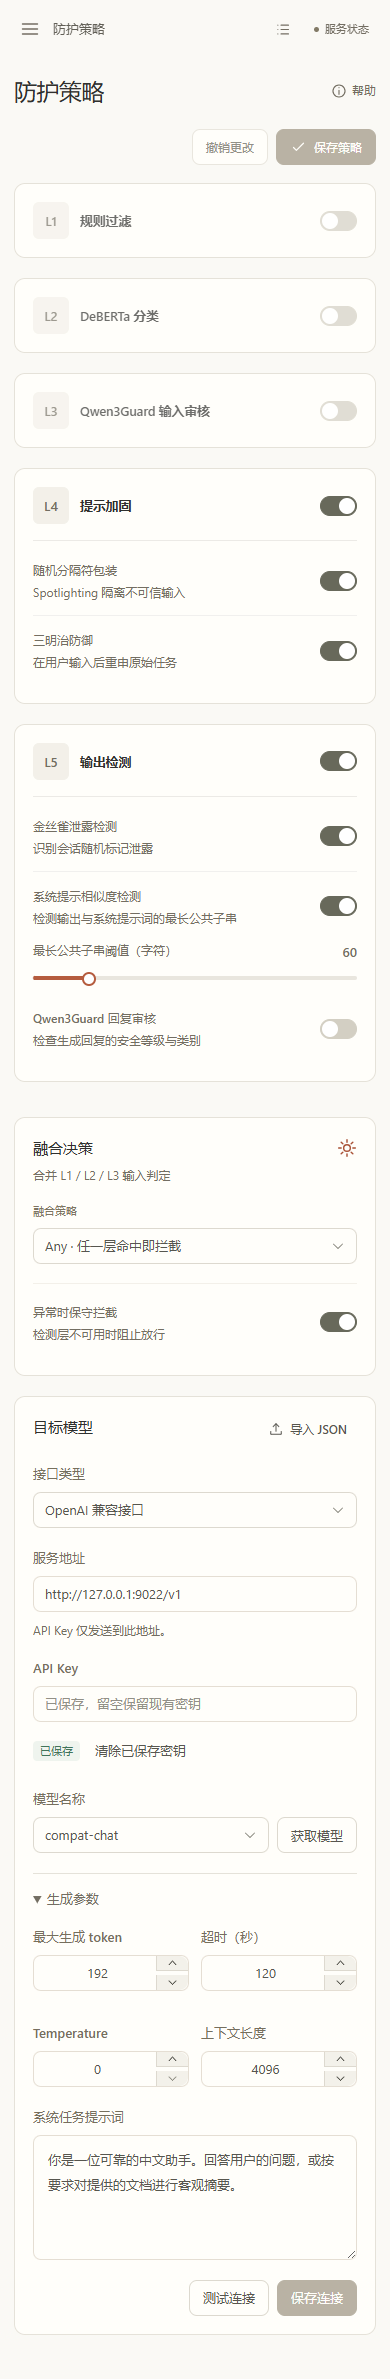 防护策略
服务状态
防护策略
帮助
撤销更改
保存策略
L1 规则过滤
L2 DeBERTa 分类
L3 Qwen3Guard 输入审核
L4 提示加固
随机分隔符包装
Spotlighting 隔离不可信输入
三明治防御
在用户输入后重申原始任务
L5 输出检测
金丝雀泄露检测
识别会话随机标记泄露
系统提示相似度检测
检测输出与系统提示词的最长公共子串
最长公共子串阈值（字符） 60
Qwen3Guard 回复审核
检查生成回复的安全等级与类别
融合决策
合并 L1 / L2 / L3 输入判定
融合策略
Any · 任一层命中即拦截
异常时保守拦截
检测层不可用时阻止放行
目标模型
导入 JSON
接口类型
OpenAI 兼容接口
服务地址
http://127.0.0.1:9022/v1
API Key 仅发送到此地址。
API Key
已保存，留空保留现有密钥
已保存 清除已保存密钥
模型名称
compat-chat
获取模型
▼ 生成参数
最大生成 token 超时（秒）
192 120
Temperature 上下文长度
0 4096
系统任务提示词
你是一位可靠的中文助手。回答用户的问题，或按
要求对提供的文档进行客观摘要。
测试连接 保存连接